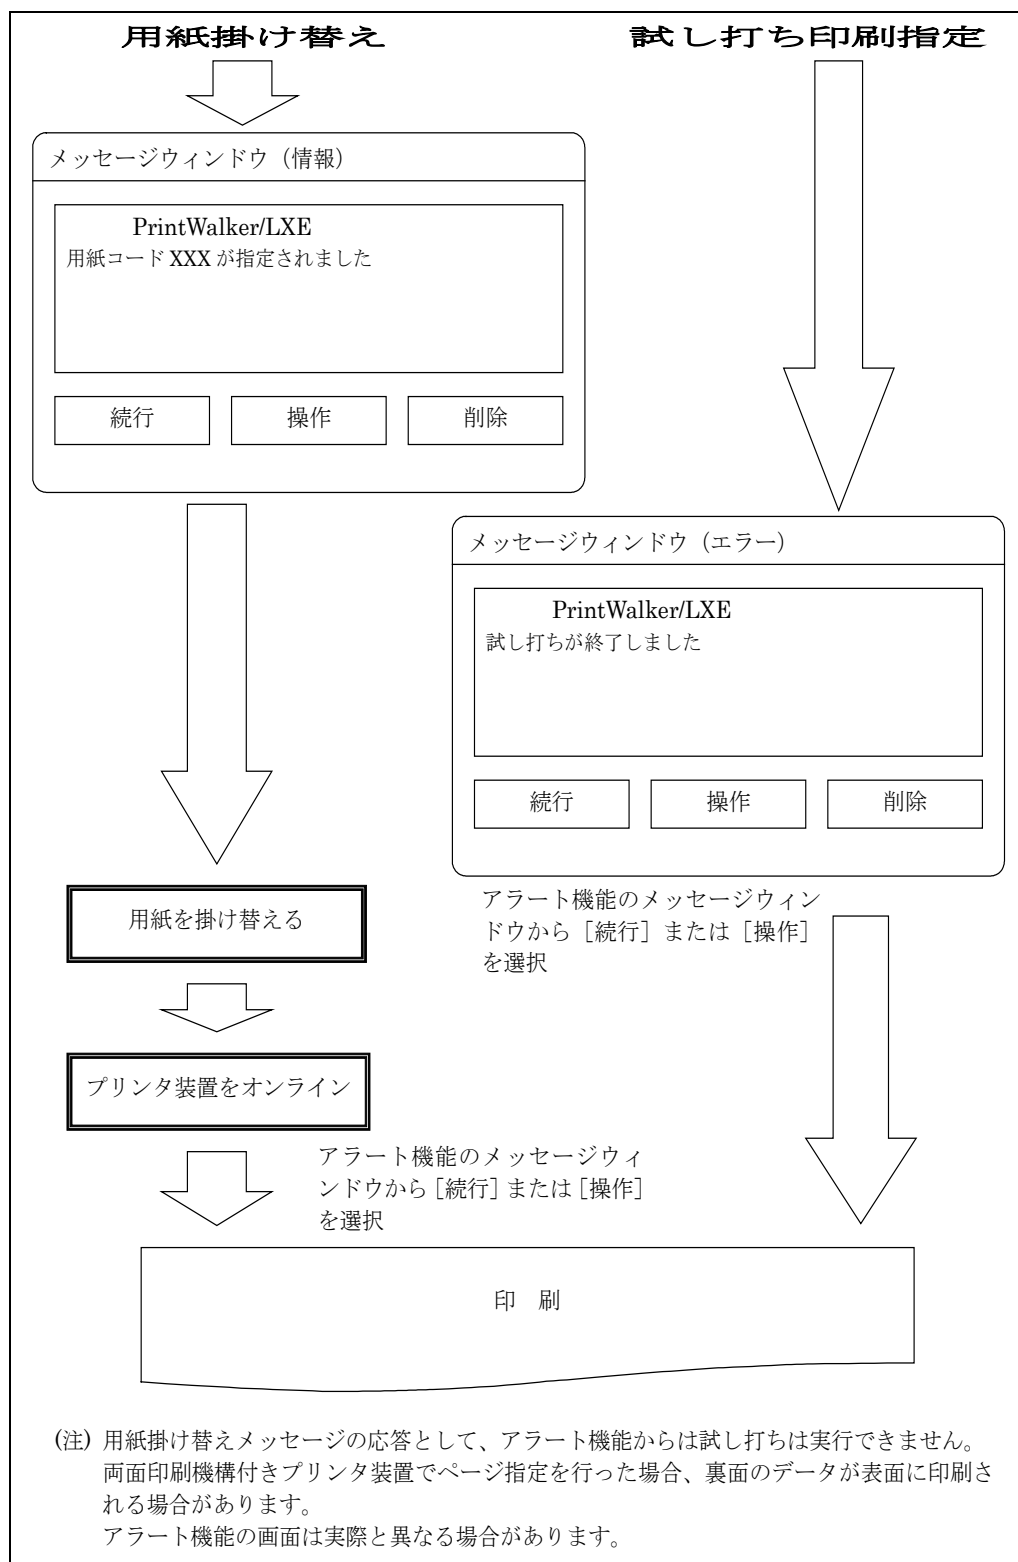 用紙掛け替え
試し打ち印刷指定
メッセージウィンドウ（情報）
PrintWalker/LXE
用紙コード XXX が指定されました
続行
操作
削除
メッセージウィンドウ（エラー）
PrintWalker/LXE
試し打ちが終了しました
続行
操作
削除
用紙を掛け替える
アラート機能のメッセージウィン
ドウから［続行］または［操作］
を選択
プリンタ装置をオンライン
アラート機能のメッセージウィ
ンドウから［続行］または［操作］
を選択
印　刷
(注) 用紙掛け替えメッセージの応答として、アラート機能からは試し打ちは実行できません。
両面印刷機構付きプリンタ装置でページ指定を行った場合、裏面のデータが表面に印刷さ
れる場合があります。
アラート機能の画面は実際と異なる場合があります。